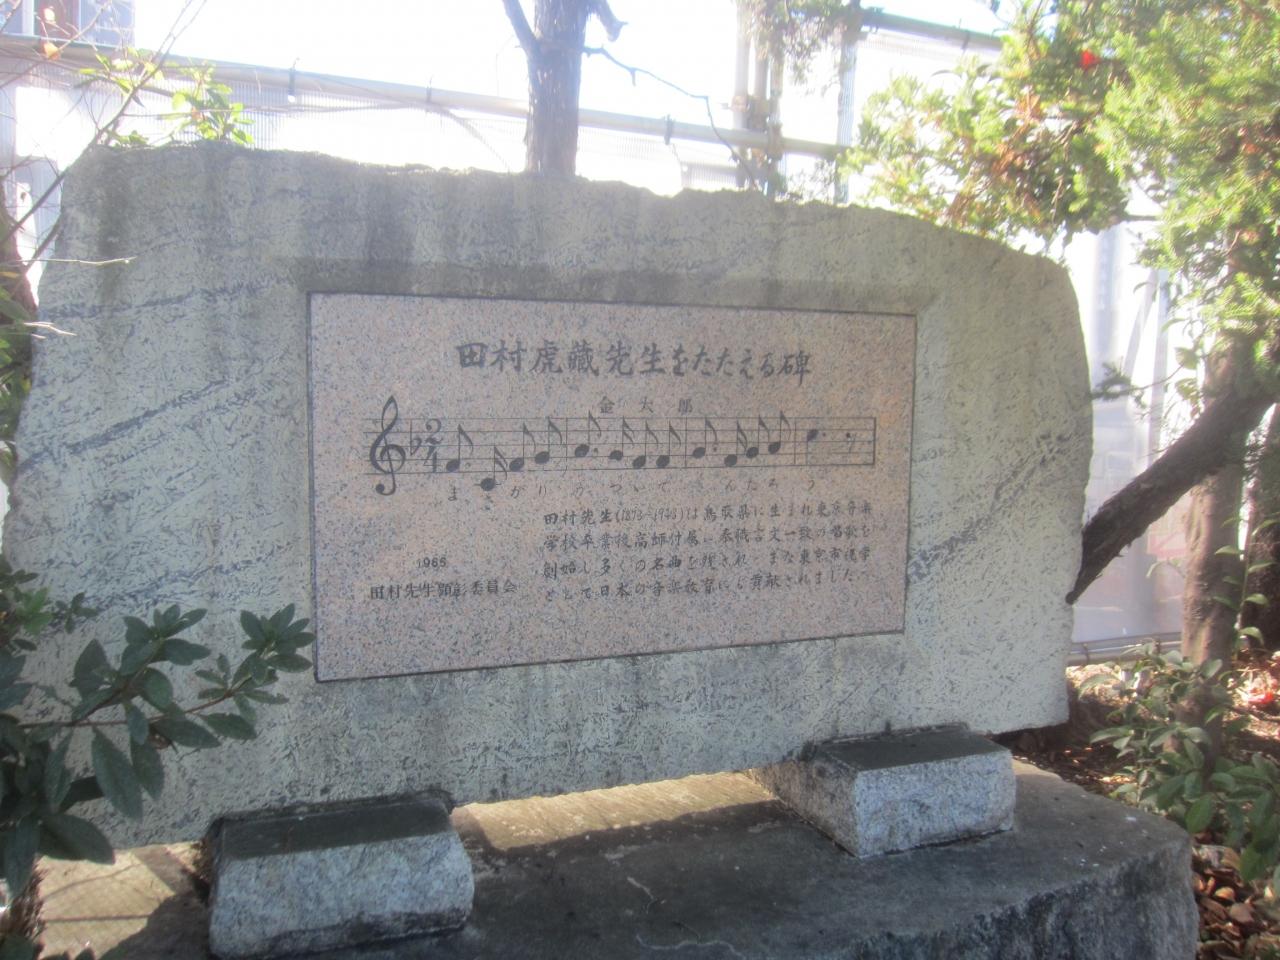 田村虎藏先生をたたえる碑
金太郎
まさかりかついできんたろう
田村先生(1873-1943)は鳥取県に生まれ東京音楽
学校卒業後高師付属に奉職言文一致の唱歌を
創始し多くの名曲を残され また東京市視学
として日本の音楽教育にも貢献されました
1965
田村先生顕彰委員会